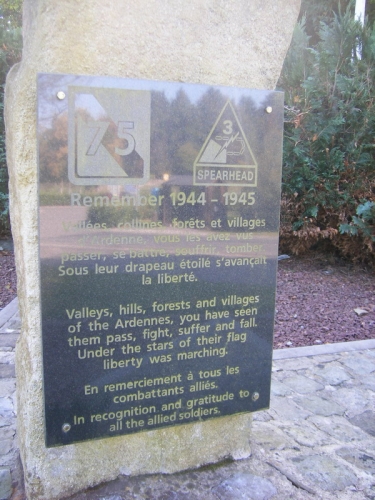 75
3
SPEARHEAD
Remember 1944 - 1945
Vallées, collines, forêts et villages
d'Ardenne, vous les avez vus
passer, se battre, souffrir, tomber.
Sous leur drapeau étoilé s'avançait
la liberté.
Valleys, hills, forests and villages
of the Ardennes, you have seen
them pass, fight, suffer and fall.
Under the stars of their flag
liberty was marching.
En remerciement à tous les
combattants alliés.
In recognition and gratitude to
all the allied soldiers.